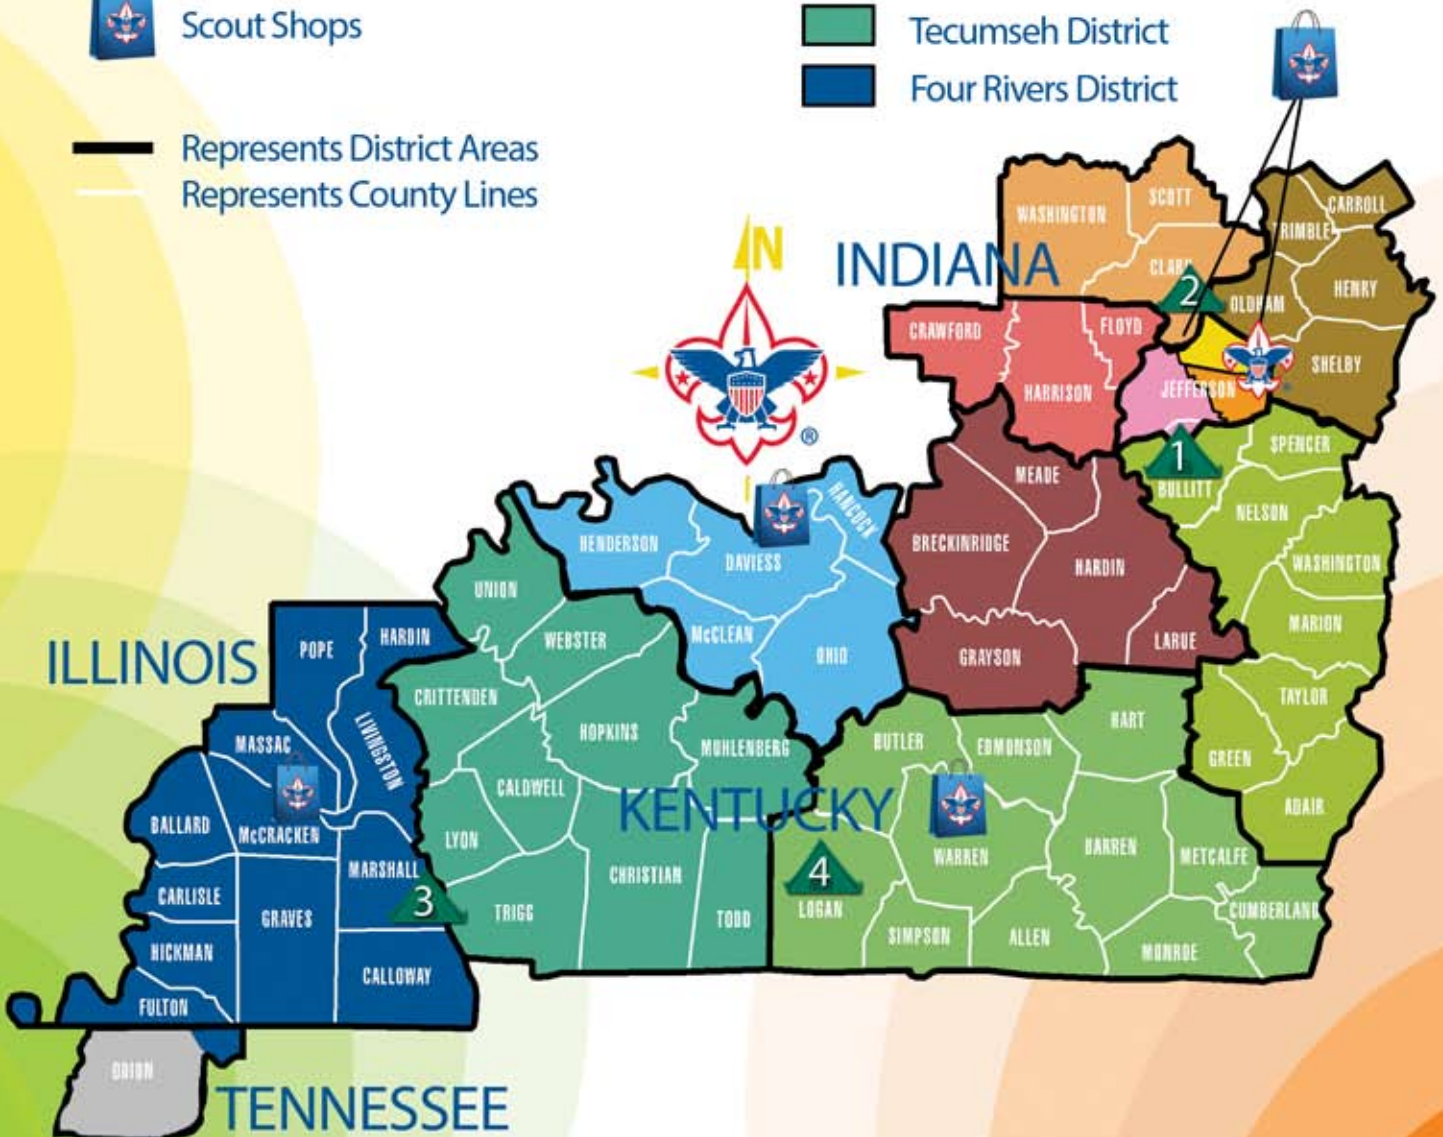 Scout Shops
Tecumseh District
Four Rivers District
Represents District Areas
Represents County Lines
N
INDIANA
WASHINGTON
SCOTT
CLARK
2
CARROLL
TRIMBLE
HENRY
OLDHAM
SHELBY
CRAWFORD
FLOYD
HARRISON
JEFFERSON
®
1
BULLITT
SPENCER
NELSON
WASHINGTON
MARION
TAYLOR
GREEN
ADAIR
MEADE
BRECKINRIDGE
HARDIN
GRAYSON
LARUE
HANCOCK
HENDERSON
DAVIESS
McCLEAN
OHIO
UNION
WEBSTER
CRITTENDEN
HOPKINS
MUHLENBERG
CALDWELL
LYON
CHRISTIAN
TRIGG
TODD
KENTUCKY
BUTLER
EDMONSON
HART
WARREN
BARREN
METCALFE
4
LOGAN
SIMPSON
ALLEN
MONROE
CUMBERLAND
ILLINOIS
POPE
HARDIN
MASSAC
LIVINGSTON
BALLARD
McCRACKEN
MARSHALL
3
CARLISLE
GRAVES
HICKMAN
CALLOWAY
FULTON
TENNESSEE